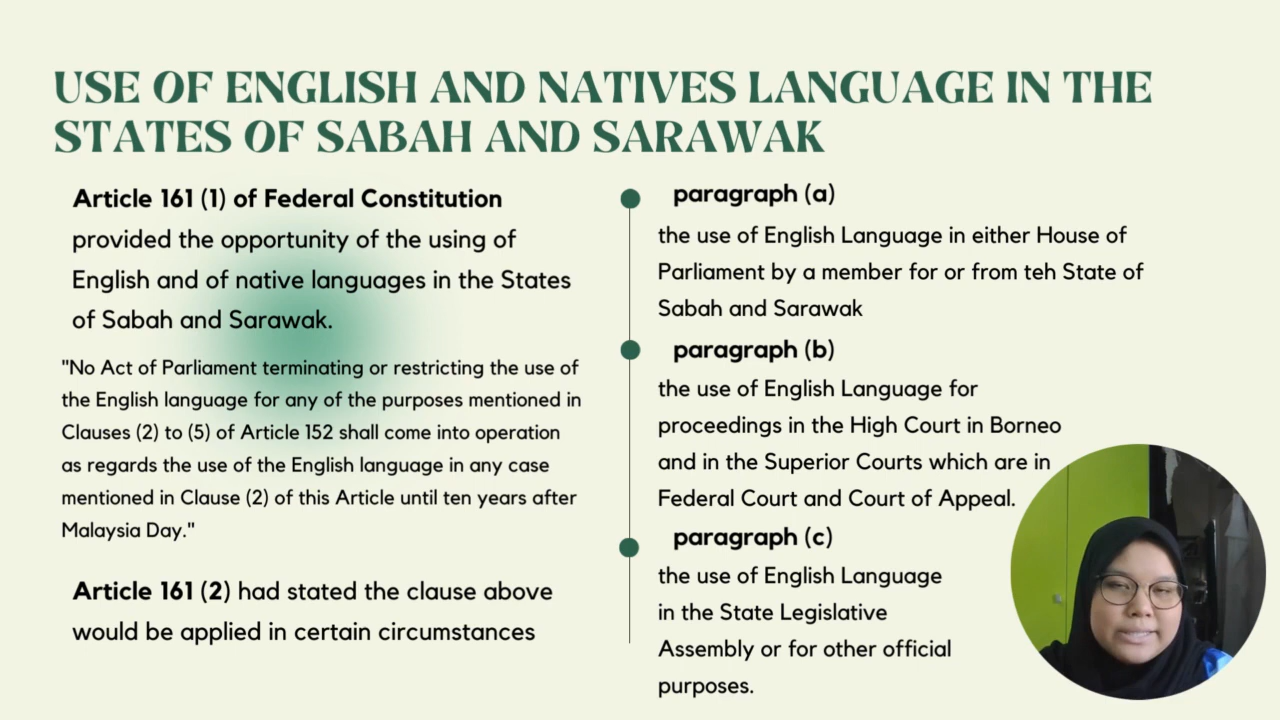 USE OF ENGLISH AND NATIVES LANGUAGE IN THE
STATES OF SABAH AND SARAWAK
Article 161 (1) of Federal Constitution
provided the opportunity of the using of
English and of native languages in the States
of Sabah and Sarawak.
"No Act of Parliament terminating or restricting the use of
the English language for any of the purposes mentioned in
Clauses (2) to (5) of Article 152 shall come into operation
as regards the use of the English language in any case
mentioned in Clause (2) of this Article until ten years after
Malaysia Day."
Article 161 (2) had stated the clause above
would be applied in certain circumstances
paragraph (a)
the use of English Language in either House of
Parliament by a member for or from teh State of
Sabah and Sarawak
paragraph (b)
the use of English Language for
proceedings in the High Court in Borneo
and in the Superior Courts which are in
Federal Court and Court of Appeal.
paragraph (c)
the use of English Language
in the State Legislative
Assembly or for other official
purposes.